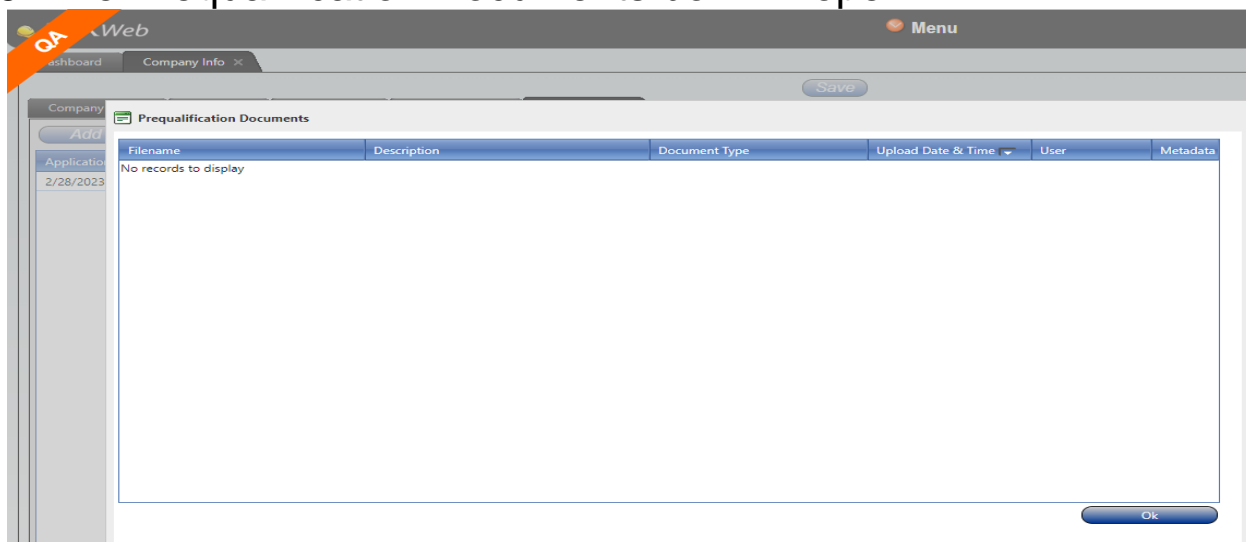 QA
Web
Menu
ashboard
Company Info
Save
Company
Prequalification Documents
Add
Filename Description Document Type Upload Date & Time User Metadata
Applicatio
No records to display
2/28/2023
Ok